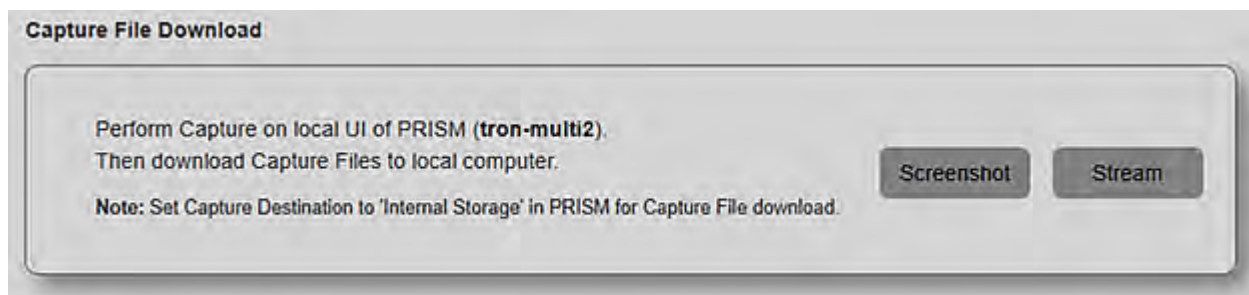 Capture File Download
Perform Capture on local UI of PRISM (tron-multi2).
Then download Capture Files to local computer.
Screenshot
Stream
Note: Set Capture Destination to 'Internal Storage' in PRISM for Capture File download.